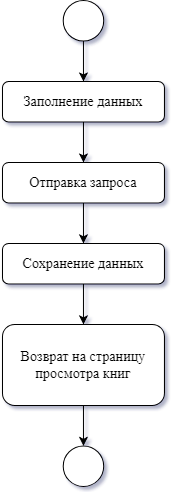 Заполнение данных
Отправка запроса
Сохранение данных
Возврат на страницу
просмотра книг